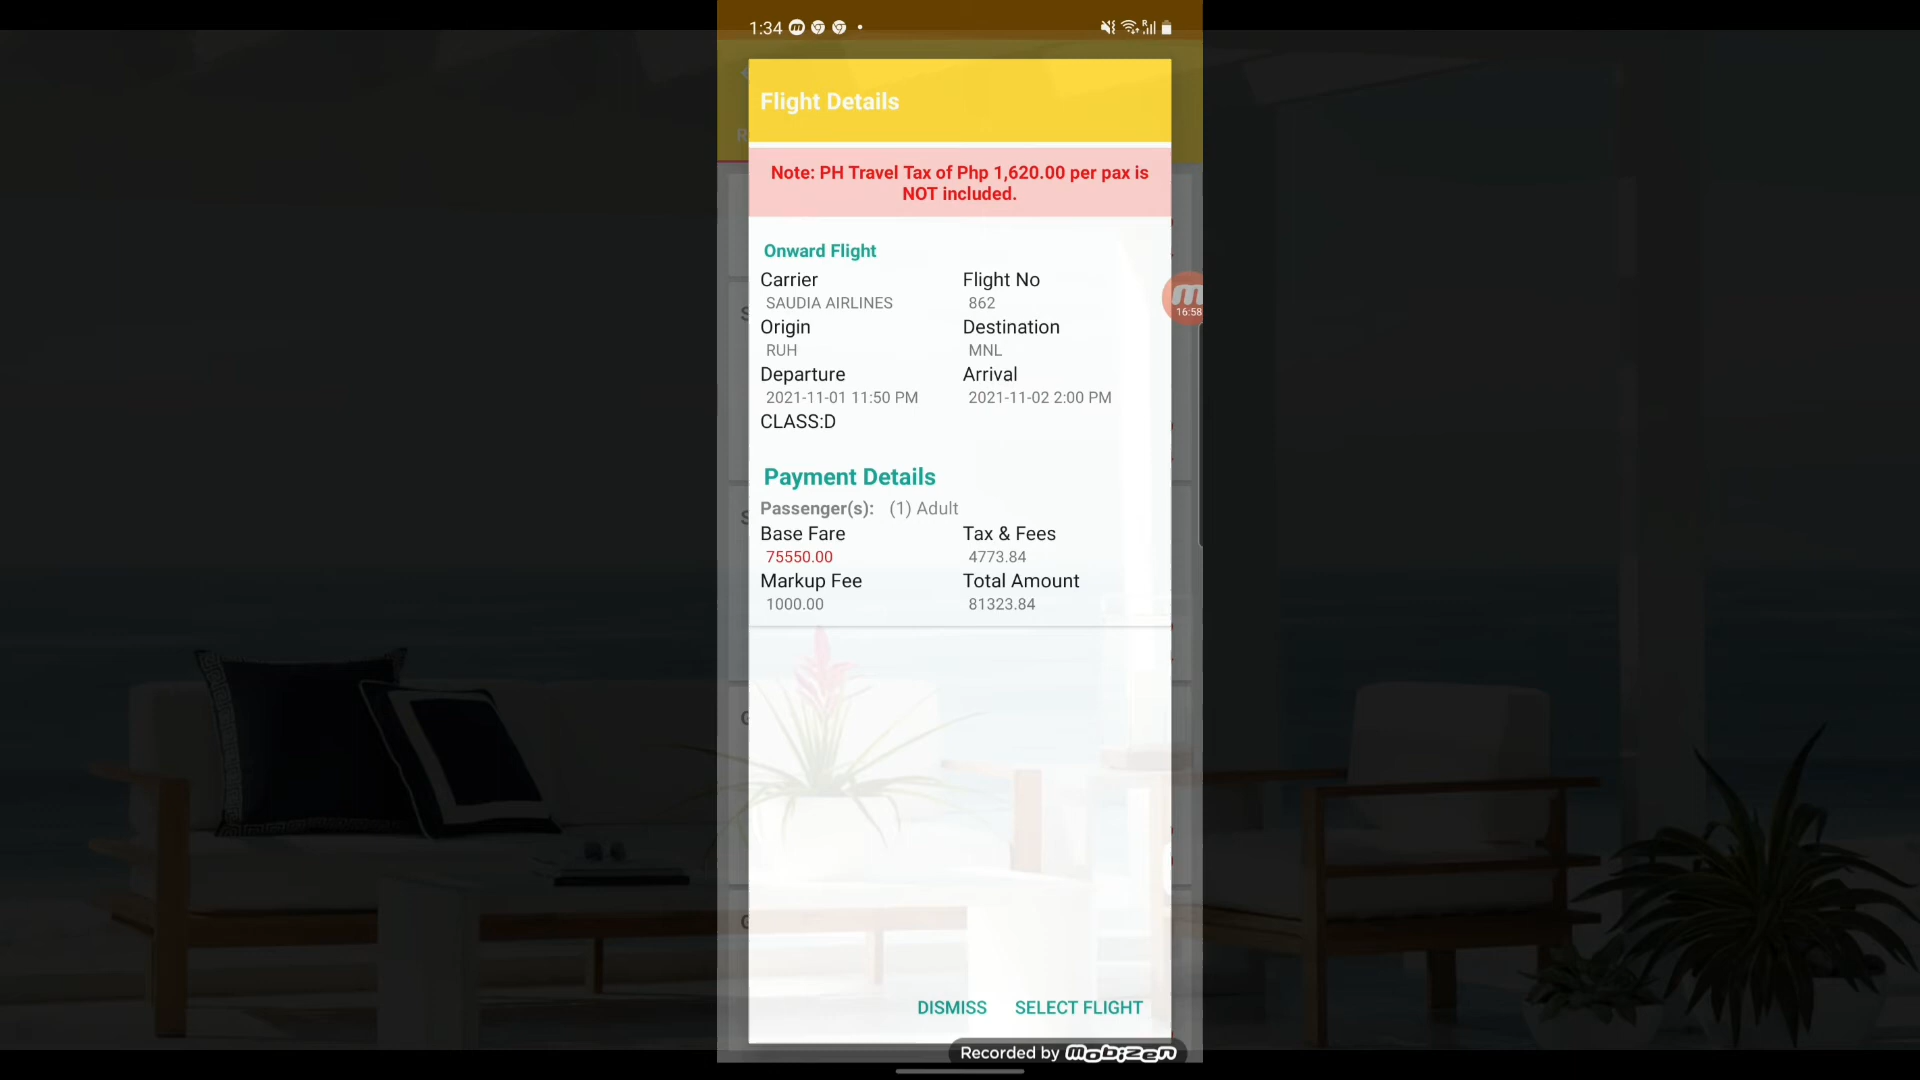 1:34
Flight Details
Note: PH Travel Tax of Php 1,620.00 per pax is
NOT included.
Onward Flight
Carrier Flight No
SAUDIA AIRLINES 862
16:58
Origin Destination
RUH MNL
Departure Arrival
2021-11-01 11:50 PM 2021-11-02 2:00 PM
CLASS:D
Payment Details
Passenger(s): (1) Adult
Base Fare Tax & Fees
75550.00 4773.84
Markup Fee Total Amount
1000.00 81323.84
DISMISS SELECT FLIGHT
Recorded by mobizen